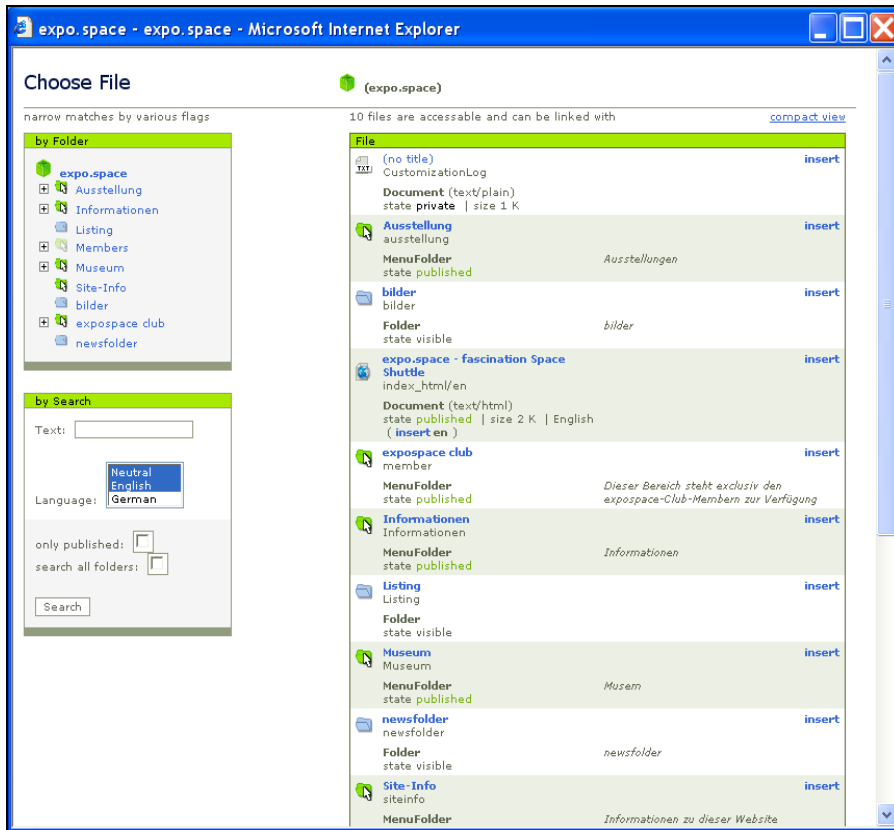 expo.space - expo.space - Microsoft Internet Explorer
Choose File
(expo.space)
narrow matches by various flags
10 files are accessable and can be linked with
compact view
by Folder
expo.space
Ausstellung
Informationen
Listing
Members
Museum
Site-Info
bilder
expospace club
newsfolder
by Search
Text:
Neutral
English
German
Language:
only published:
search all folders:
Search
File
TXT
(no title) insert
CustomizationLog
Document (text/plain)
state private | size 1 K
Ausstellung insert
ausstellung
MenuFolder Ausstellungen
state published
bilder insert
bilder
Folder bilder
state visible
expo.space - fascination Space insert
Shuttle
index_html/en
Document (text/html)
state published | size 2 K | English
( insert en )
expospace club insert
member
MenuFolder Dieser Bereich steht exclusiv den
state published expospace-Club-Membern zur Verfügung
Informationen insert
Informationen
MenuFolder Informationen
state published
Listing insert
Listing
Folder
state visible
Museum insert
Museum
MenuFolder Musern
state published
newsfolder insert
newsfolder
Folder newsfolder
state visible
Site-Info insert
siteinfo
MenuFolder Informationen zu dieser Website